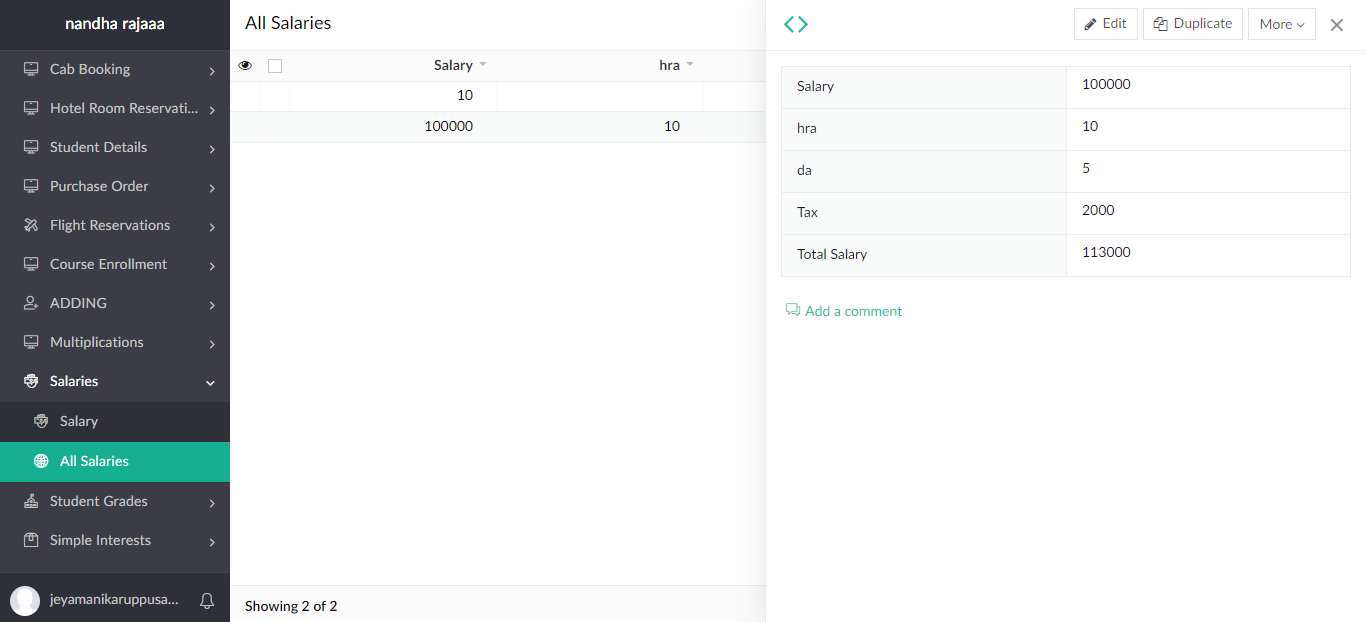 nandha rajaaa
Cab Booking
Hotel Room Reservati...
Student Details
Purchase Order
Flight Reservations
Course Enrollment
ADDING
Multiplications
Salaries
Salary
All Salaries
Student Grades
Simple Interests
jeyamanikaruppusa...
All Salaries
Salary hra
10
100000 10
Showing 2 of 2
Edit Duplicate More
Salary 100000
hra 10
da 5
Tax 2000
Total Salary 113000
Add a comment